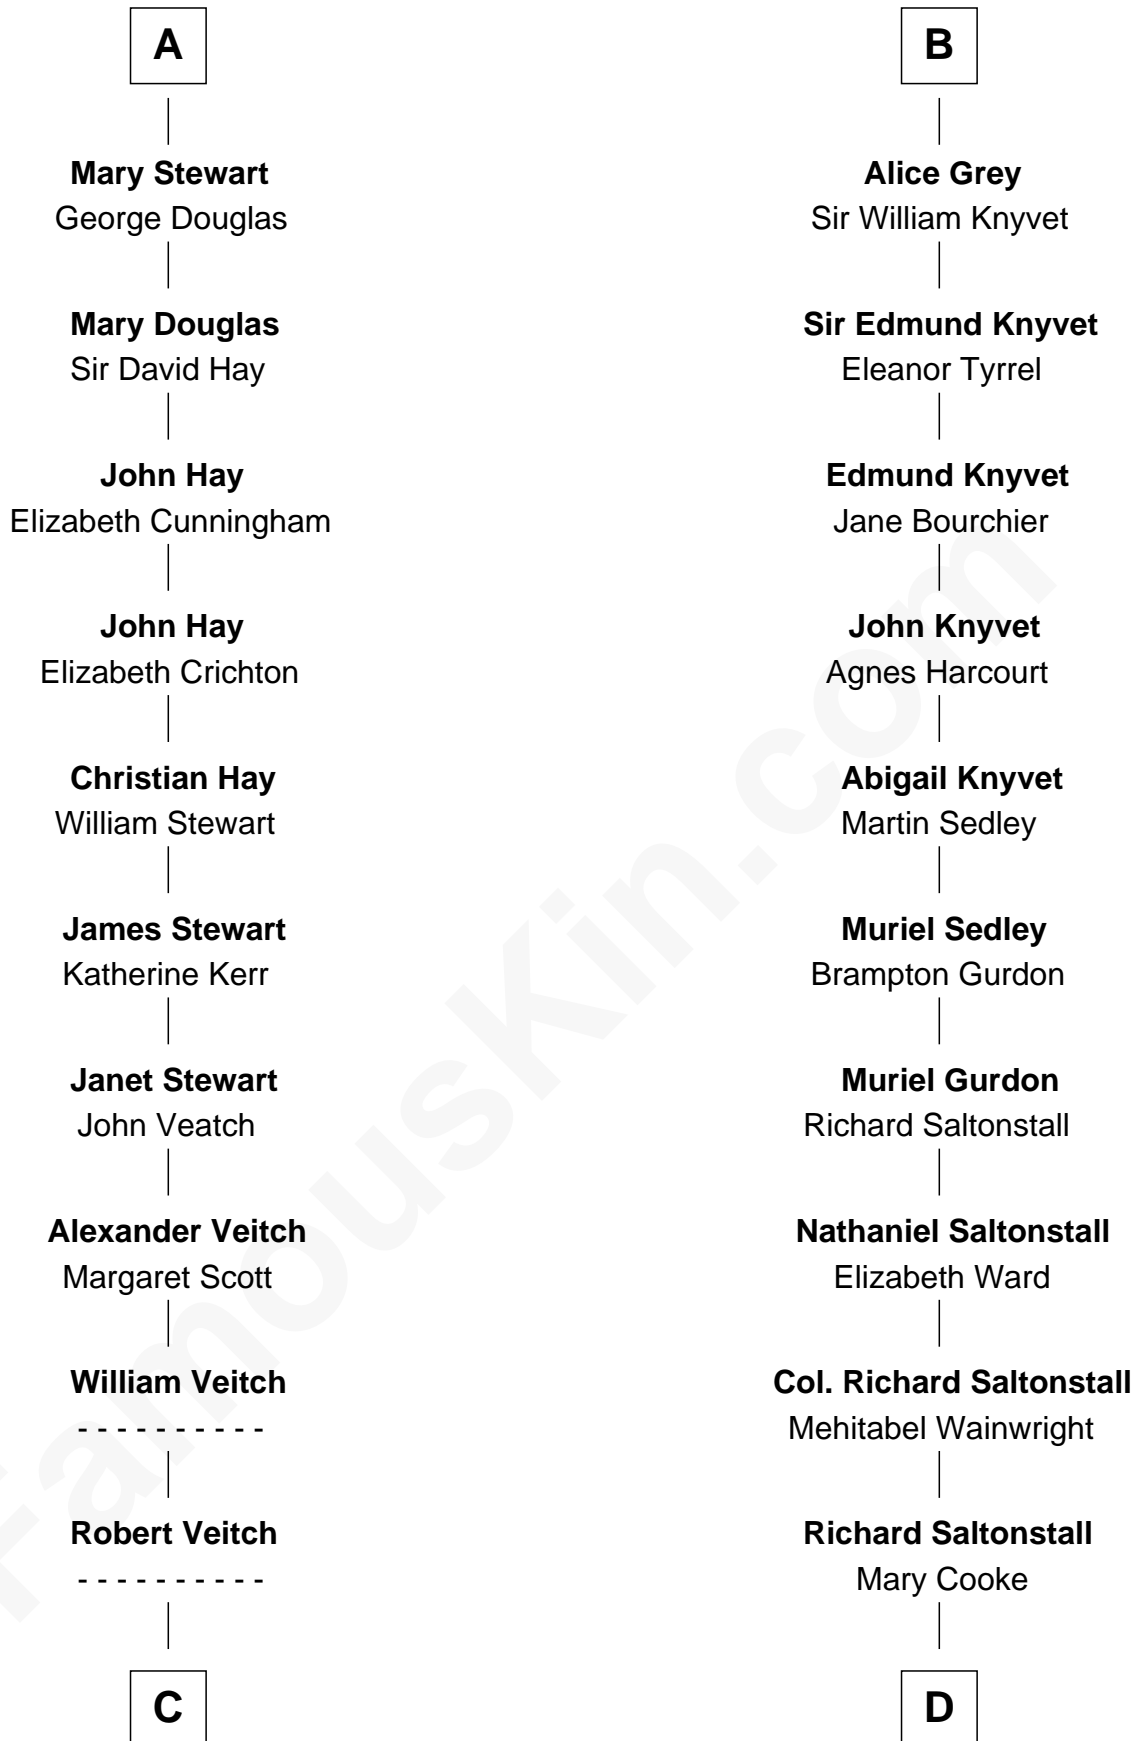 A
Mary Stewart
George Douglas
Mary Douglas
Sir David Hay
John Hay
Elizabeth Cunningham
John Hay
Elizabeth Crichton
Christian Hay
William Stewart
James Stewart
Katherine Kerr
Janet Stewart
John Veatch
Alexander Veitch
Margaret Scott
William Veitch
- - - - - - - - - -
Robert Veitch
- - - - - - - - - -
C
B
Alice Grey
Sir William Knyvet
Sir Edmund Knyvet
Eleanor Tyrrel
Edmund Knyvet
Jane Bourchier
John Knyvet
Agnes Harcourt
Abigail Knyvet
Martin Sedley
Muriel Sedley
Brampton Gurdon
Muriel Gurdon
Richard Saltonstall
Nathaniel Saltonstall
Elizabeth Ward
Col. Richard Saltonstall
Mehitabel Wainwright
Richard Saltonstall
Mary Cooke
D
FamousKin.com